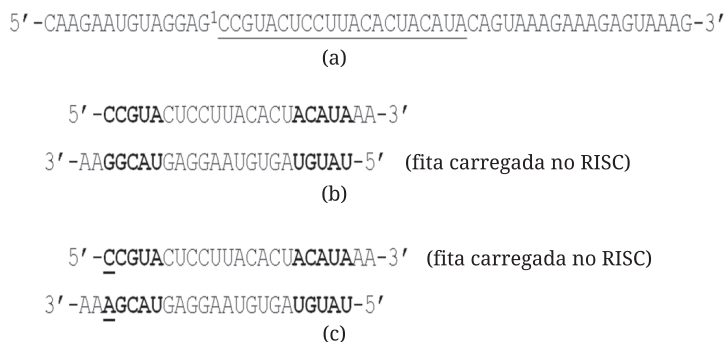 5′-CAAGAAUGUAGGAG¹CCGUACUCCUUACACUACAUACAGUAAAGAAAGAGUAAAG-3′
(a)
5′-CCGUACUCCUUACACUACAUAAA-3′
3′-AAGGCAUGAGGAAUGUGAUGUAU-5′ (fita carregada no RISC)
(b)
5′-CCGUACUCCUUACACUACAUAAA-3′ (fita carregada no RISC)
3′-AAAGCAUGAGGAAUGUGAUGUAU-5′
(c)